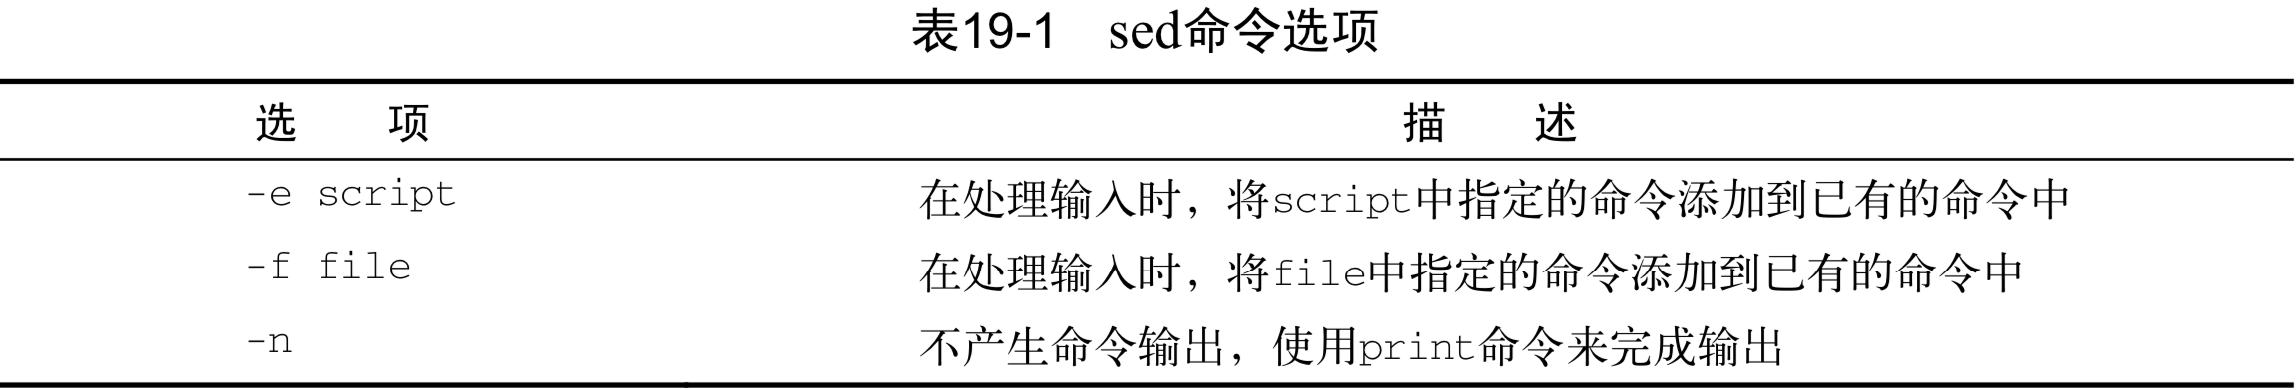 表19-1 sed命令选项
选 项 描 述
-e script 在处理输入时，将script中指定的命令添加到已有的命令中
-f file 在处理输入时，将file中指定的命令添加到已有的命令中
-n 不产生命令输出，使用print命令来完成输出